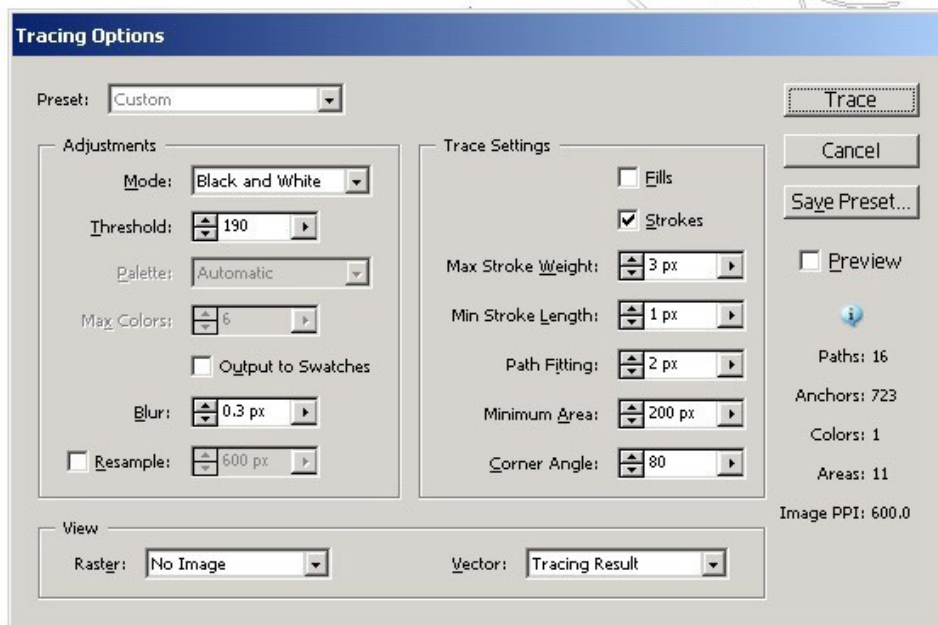 Tracing Options
Preset: Custom
Trace
Cancel
Save Preset...
Preview
Adjustments
Mode: Black and White
Threshold: 190
Palette: Automatic
Max Colors: 6
Output to Swatches
Blur: 0.3 px
Resample: 600 px
Trace Settings
Fills
Strokes
Max Stroke Weight: 3 px
Min Stroke Length: 1 px
Path Fitting: 2 px
Minimum Area: 200 px
Corner Angle: 80
Paths: 16
Anchors: 723
Colors: 1
Areas: 11
Image PPI: 600.0
View
Raster: No Image
Vector: Tracing Result